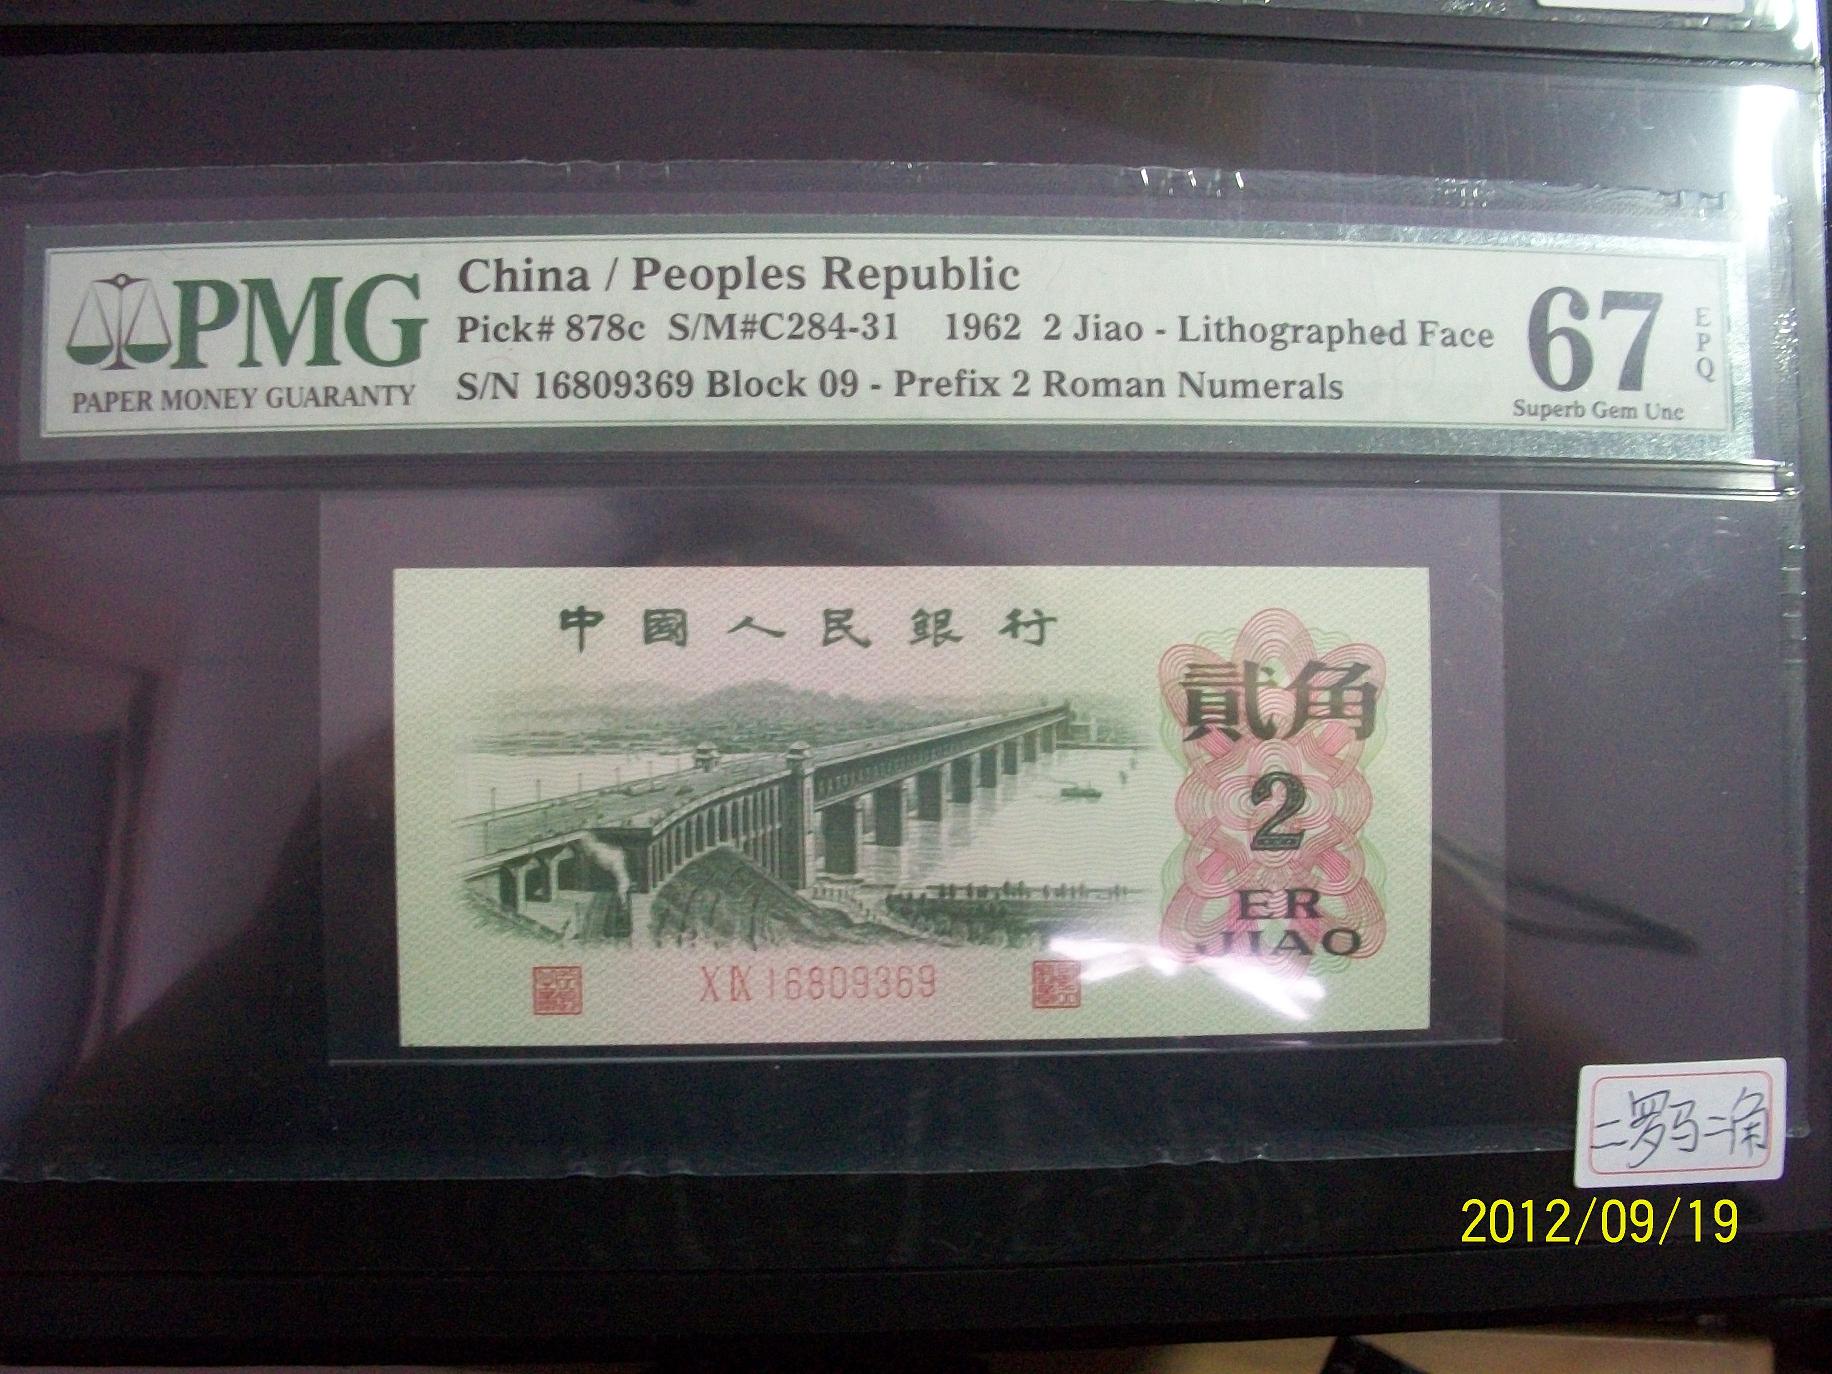 PMG
PAPER MONEY GUARANTY
China / Peoples Republic
Pick# 878c S/M#C284-31 1962 2 Jiao - Lithographed Face
S/N 16809369 Block 09 - Prefix 2 Roman Numerals
67
EPQ
Superb Gem Unc
中國人民銀行
貳角
2
ER
JIAO
X IX 16809369
二罗马二角
2012/09/19